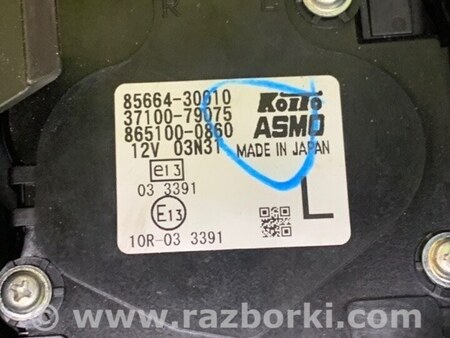 85664-30010
37100-79075
865100-0860
12V 03N31
Koito
ASMO
MADE IN JAPAN
e13
03 3391
E13
10R-03 3391
L
www.razborki.com